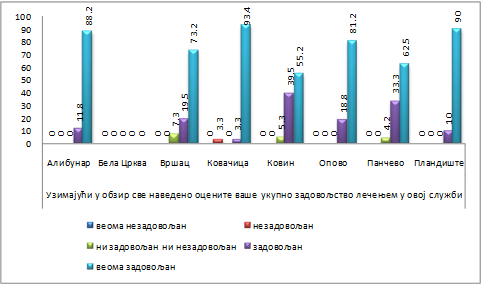 100
90
80
70
60
50
40
30
20
10
0
0 0 0 11.8 88.2 0 0 0 0 0 0 0 7.3 19.5 73.2 0 3.3 0 3.3 93.4 0 0 5.3 39.5 55.2 0 0 0 18.8 81.2 0 0 4.2 33.3 62.5 0 0 0 10 90
Алибунар Бела Црква Вршац Ковачица Ковин Опово Панчево Пландиште
Узимајући у обзир све наведено оцените ваше укупно задовољство лечењем у овој служби
веома незадовољан незадовољан
ни задовољан ни незадовољан задовољан
веома задовољан